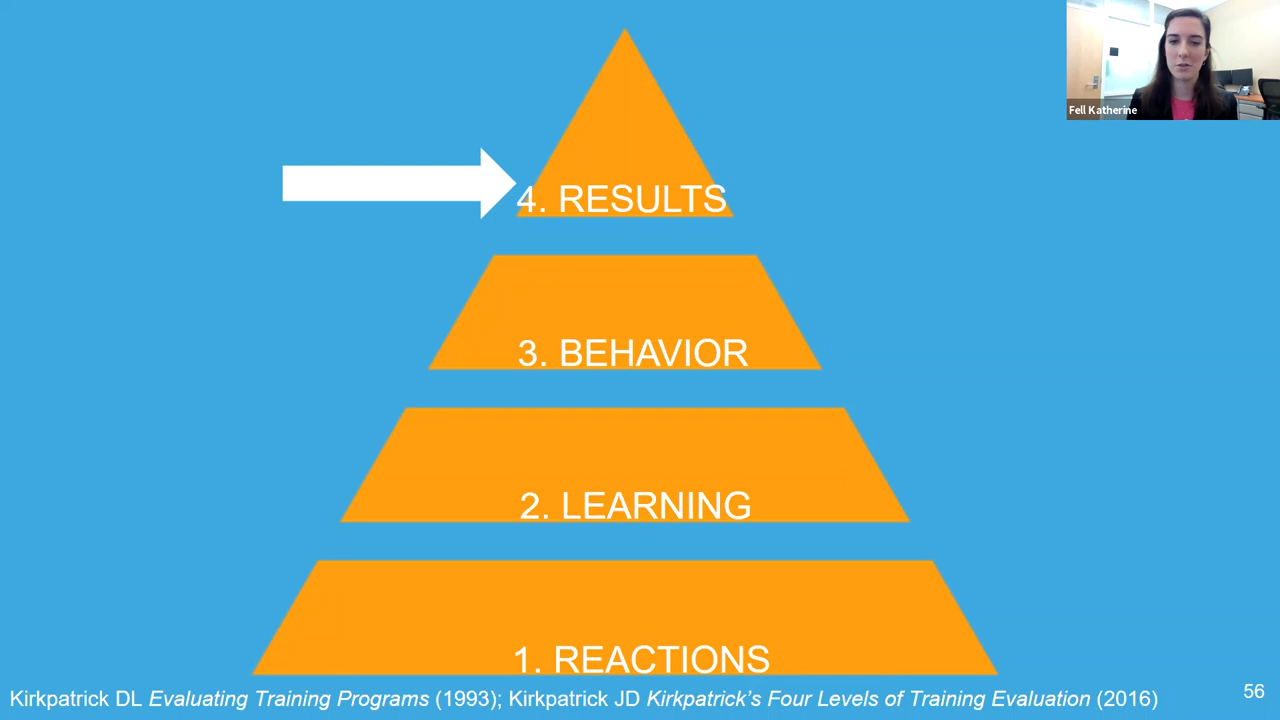 Fell Katherine
4. RESULTS
3. BEHAVIOR
2. LEARNING
1. REACTIONS
Kirkpatrick DL Evaluating Training Programs (1993); Kirkpatrick JD Kirkpatrick's Four Levels of Training Evaluation (2016)
56